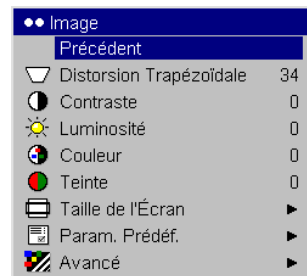 Image
Précédent
Distorsion Trapézoïdale 34
Contraste 0
Luminosité 0
Couleur 0
Teinte 0
Taille de l'Écran
Param. Prédéf.
Avancé